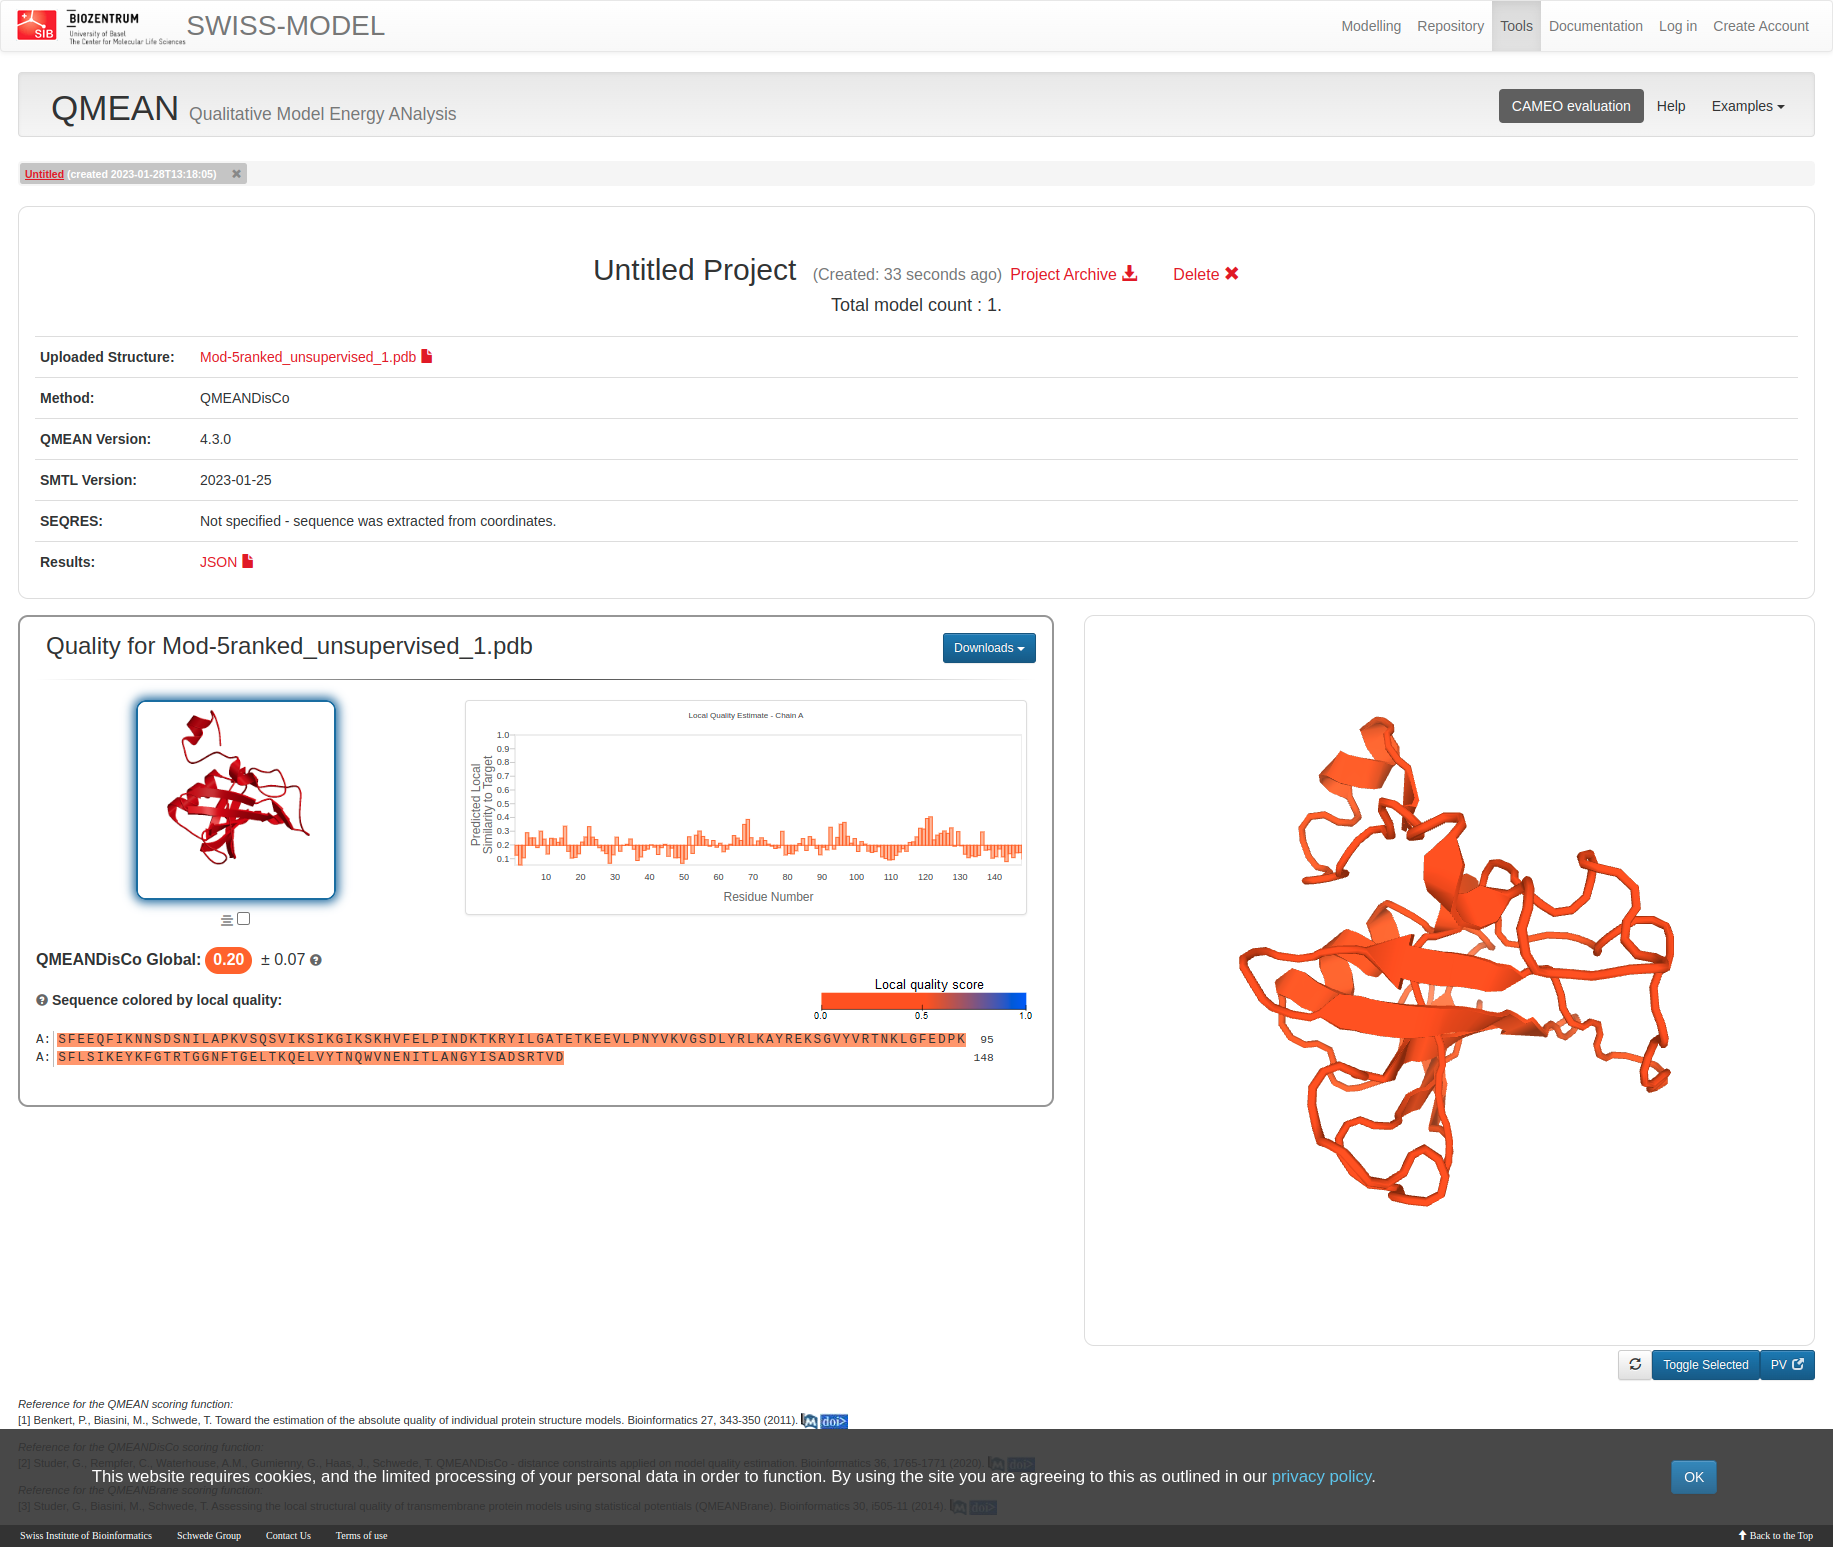 SIB
BIOZENTRUM
University of Basel
The Center for Molecular Life Sciences
SWISS-MODEL
Modelling Repository Tools Documentation Log in Create Account
QMEAN Qualitative Model Energy ANalysis
CAMEO evaluation Help Examples
Untitled (created 2023-01-28T13:18:05) ✖
Untitled Project (Created: 33 seconds ago) Project Archive Delete ✖
Total model count : 1.
Uploaded Structure: Mod-5ranked_unsupervised_1.pdb
Method: QMEANDisCo
QMEAN Version: 4.3.0
SMTL Version: 2023-01-25
SEQRES: Not specified - sequence was extracted from coordinates.
Results: JSON
Quality for Mod-5ranked_unsupervised_1.pdb
Downloads
Local Quality Estimate - Chain A
Predicted Local
Similarity to Target
1.0
0.9
0.8
0.7
0.6
0.5
0.4
0.3
0.2
0.1
10 20 30 40 50 60 70 80 90 100 110 120 130 140
Residue Number
QMEANDisCo Global: 0.20 ± 0.07
Sequence colored by local quality:
Local quality score
0.0 0.5 1.0
A: SFEEQFIKNNSDSNILAPKVSQSVIKSIKGIKSKHVFELPINDKTKRYILGATETKEEVLPNYVKVGSDLYRLKAYREKSGVYVRTNKLGFEDPK 95
A: SFLSIKEYKFGTRTGGNFTGELTKQELVYTNQWVNENITLANGYISADSRTVD 148
Toggle Selected PV
Reference for the QMEAN scoring function:
[1] Benkert, P., Biasini, M., Schwede, T. Toward the estimation of the absolute quality of individual protein structure models. Bioinformatics 27, 343-350 (2011). M doi>
Reference for the QMEANDisCo scoring function:
[2] Studer, G., Rempfer, C., Waterhouse, A.M., Gumienny, G., Haas, J., Schwede, T. QMEANDisCo - distance constraints applied on model quality estimation. Bioinformatics 36, 1765-1771 (2020). M doi>
This website requires cookies, and the limited processing of your personal data in order to function. By using the site you are agreeing to this as outlined in our privacy policy.
OK
Reference for the QMEANBrane scoring function:
[3] Studer, G., Biasini, M., Schwede, T. Assessing the local structural quality of transmembrane protein models using statistical potentials (QMEANBrane). Bioinformatics 30, i505-11 (2014). M doi>
Swiss Institute of Bioinformatics Schwede Group Contact Us Terms of use
Back to the Top